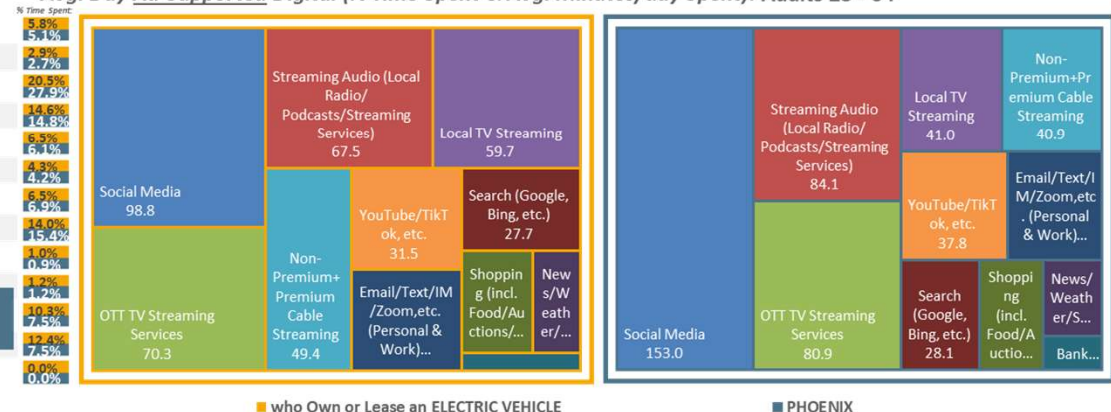 % Time Spent
5.8%
5.1%
2.9%
2.7%
20.5%
27.9%
14.6%
14.8%
6.5%
6.1%
4.3%
4.2%
6.5%
6.9%
14.0%
15.4%
1.0%
0.9%
1.2%
1.2%
10.3%
7.5%
12.4%
7.5%
0.0%
0.0%
Social Media
98.8
OTT TV Streaming
Services
70.3
Streaming Audio (Local
Radio/
Podcasts/Streaming
Services)
67.5
Local TV Streaming
59.7
Non-
Premium+
Premium
Cable
Streaming
49.4
YouTube/TikT
ok, etc.
31.5
Email/Text/IM
/Zoom,etc.
(Personal &
Work)...
Search (Google,
Bing, etc.)
27.7
Shoppin
g (incl.
Food/Au
ctions/...
New
s/W
eath
er/...
Social Media
153.0
Streaming Audio
(Local Radio/
Podcasts/Streaming
Services)
84.1
OTT TV Streaming
Services
80.9
Local TV
Streaming
41.0
Non-
Premium+Pr
emium Cable
Streaming
40.9
YouTube/TikT
ok, etc.
37.8
Email/Text/I
M/Zoom,etc
. (Personal
& Work)...
Search
(Google,
Bing, etc.)
28.1
Shoppi
ng
(incl.
Food/A
uctio...
News/
Weath
er/S...
Bank...
who Own or Lease an ELECTRIC VEHICLE
PHOENIX